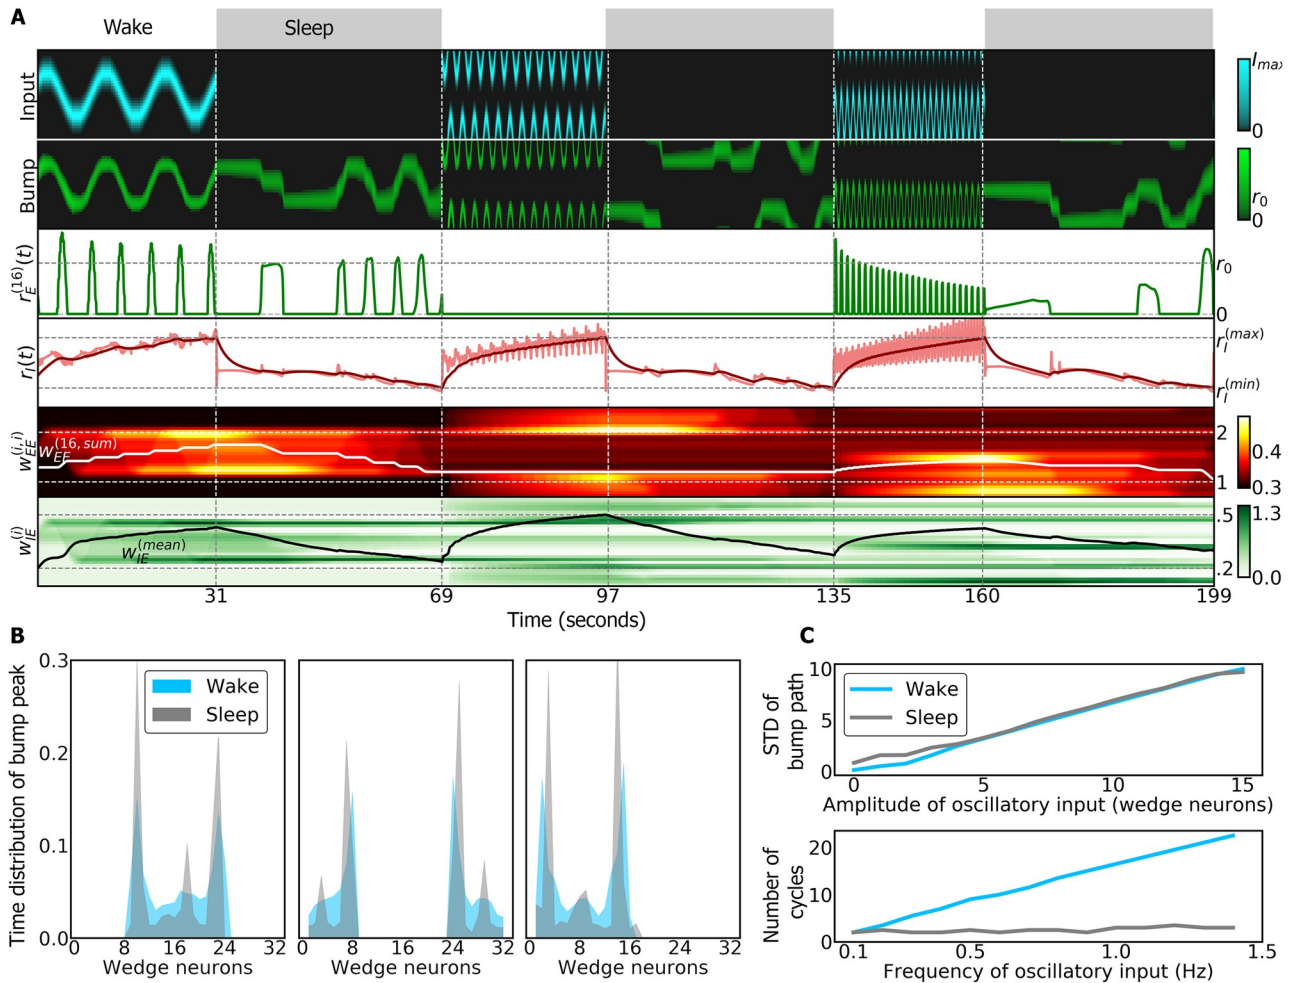 A
Wake Sleep
Input
I_max
0
Bump
r_0
0
r_E^(16)(t)
r_0
0
r_I(t)
r_I^(max)
r_I^(min)
w_EE^(i,i)
w_EE^(16, sum)
2
1
0.4
0.3
w_IE^(i)
w_IE^(mean)
.5
.2
1.3
0.0
31 69 97 135 160 199
Time (seconds)
B
Time distribution of bump peak
0.3
0.2
0.1
0.0
Wake
Sleep
0 8 16 24 32
0 8 16 24 32
0 8 16 24 32
Wedge neurons
Wedge neurons
Wedge neurons
C
STD of
bump path
10
5
0
Wake
Sleep
0 5 10 15
Amplitude of oscillatory input (wedge neurons)
Number of
cycles
20
10
0
0.1 0.5 1.0 1.5
Frequency of oscillatory input (Hz)